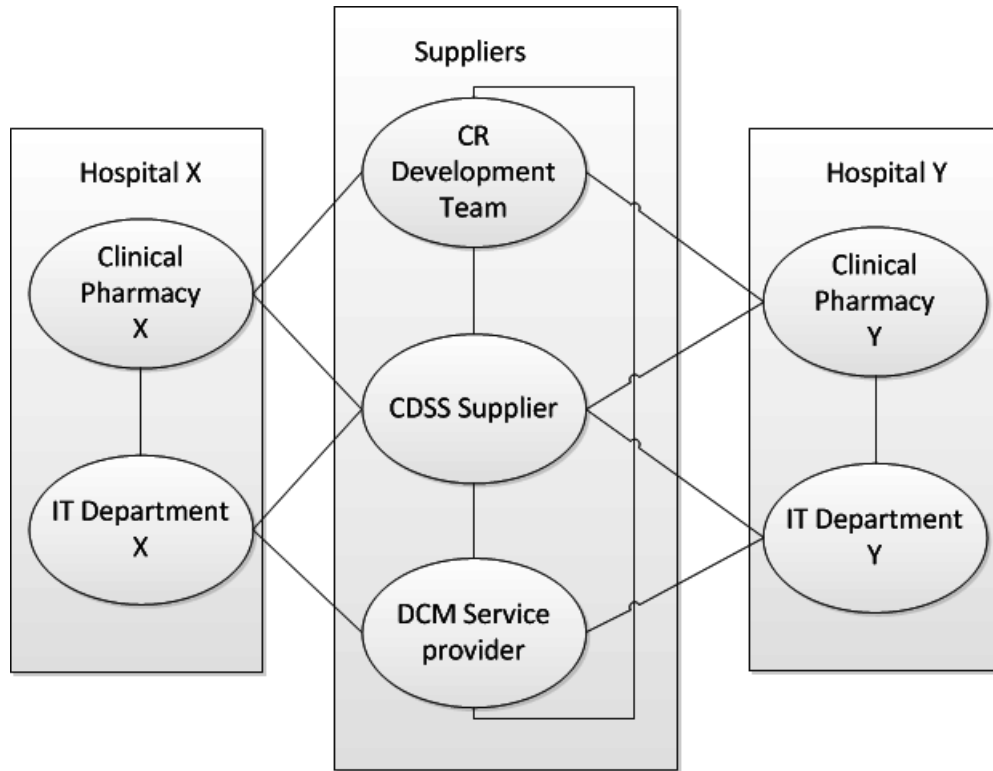 Suppliers
CR
Development
Team
CDSS Supplier
DCM Service
provider
Hospital X
Clinical
Pharmacy
X
IT Department
X
Hospital Y
Clinical
Pharmacy
Y
IT Department
Y